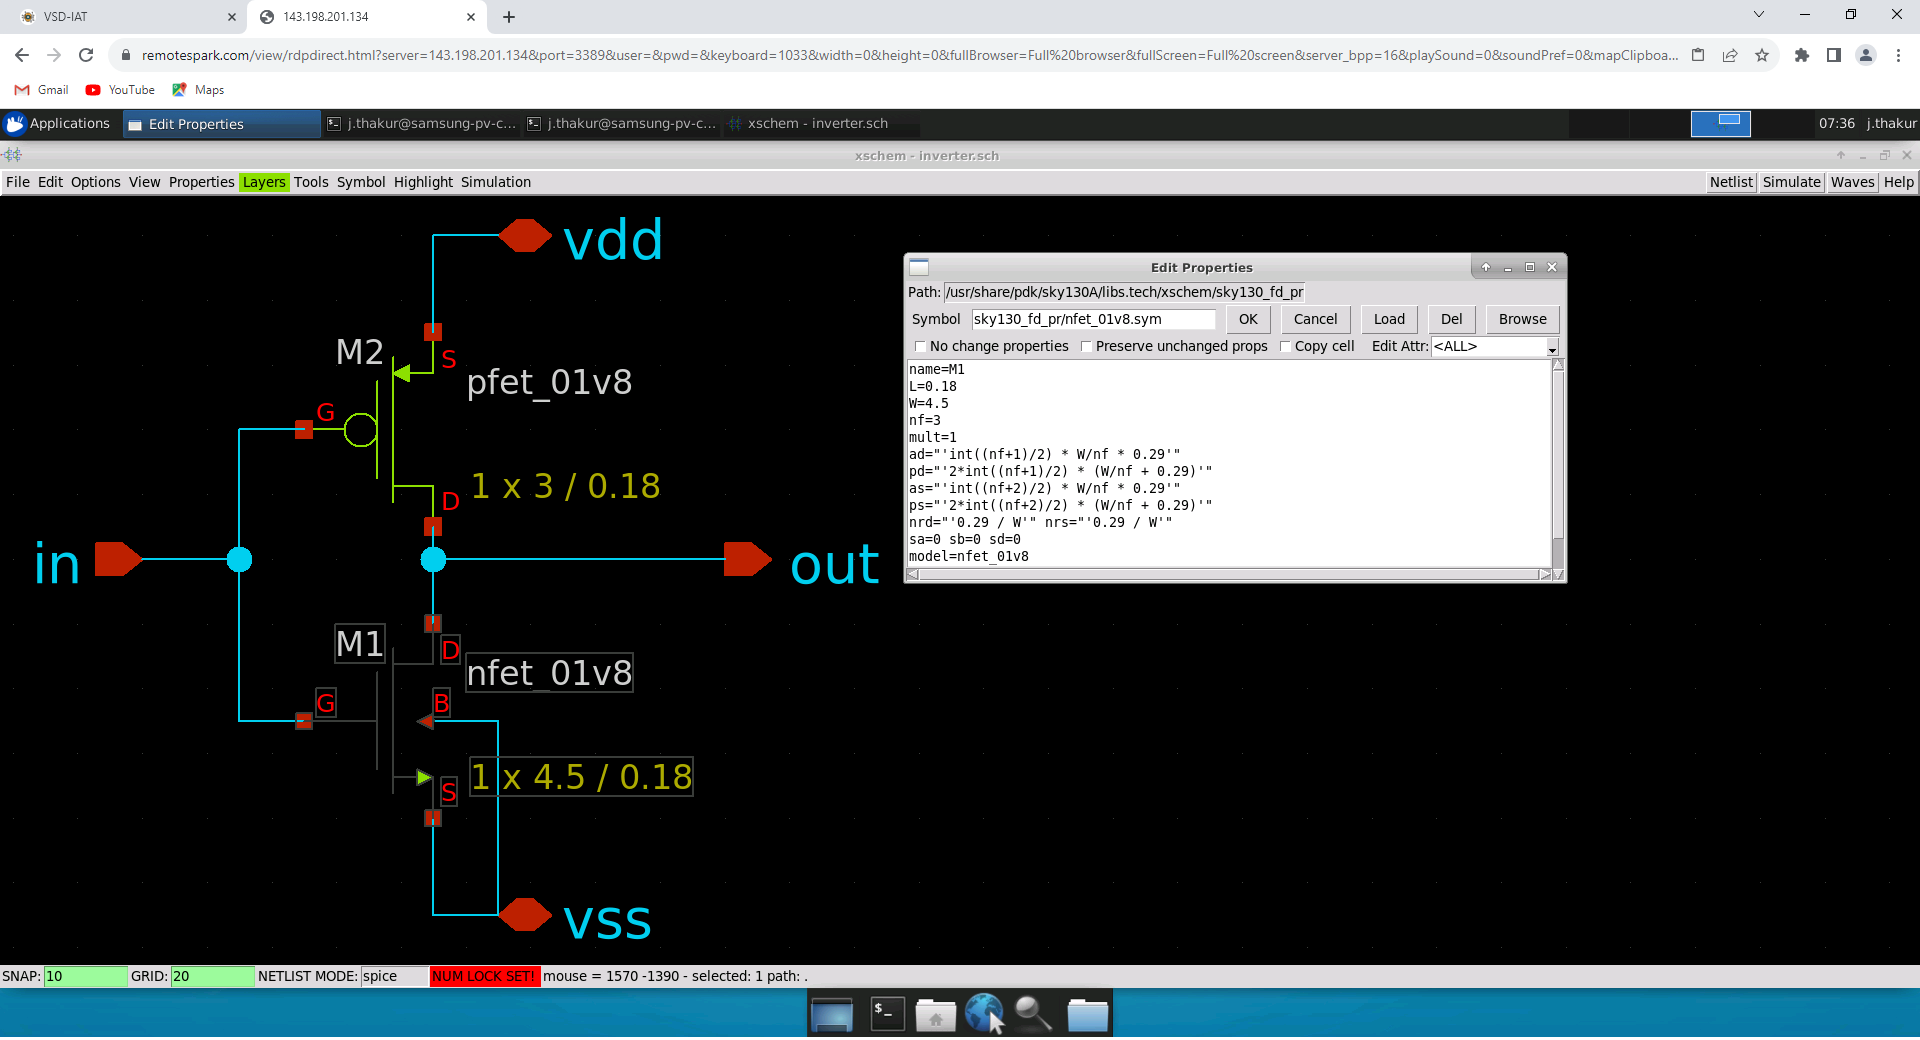 VSD-IAT
143.198.201.134
remotespark.com/view/rdpdirect.html?server=143.198.201.134&port=3389&user=&pwd=&keyboard=1033&width=0&height=0&fullBrowser=Full%20browser&fullScreen=Full%20screen&server_bpp=16&playSound=0&soundPref=0&mapClipboa...
Gmail YouTube Maps
Applications Edit Properties j.thakur@samsung-pv-c... j.thakur@samsung-pv-c... xschem - inverter.sch 07:36 j.thakur
xschem - inverter.sch
File Edit Options View Properties Layers Tools Symbol Highlight Simulation Netlist Simulate Waves Help
vdd
M2
S
pfet_01v8
G
1 x 3 / 0.18
D
in
out
M1
D
nfet_01v8
G
B
1 x 4.5 / 0.18
S
vss
Edit Properties
Path: /usr/share/pdk/sky130A/libs.tech/xschem/sky130_fd_pr
Symbol sky130_fd_pr/nfet_01v8.sym OK Cancel Load Del Browse
No change properties Preserve unchanged props Copy cell Edit Attr: <ALL>
name=M1
L=0.18
W=4.5
nf=3
mult=1
ad="'int((nf+1)/2) * W/nf * 0.29'"
pd="'2*int((nf+1)/2) * (W/nf + 0.29)'"
as="'int((nf+2)/2) * W/nf * 0.29'"
ps="'2*int((nf+2)/2) * (W/nf + 0.29)'"
nrd="'0.29 / W'" nrs="'0.29 / W'"
sa=0 sb=0 sd=0
model=nfet_01v8
SNAP: 10 GRID: 20 NETLIST MODE: spice NUM LOCK SET! mouse = 1570 -1390 - selected: 1 path: .
$_